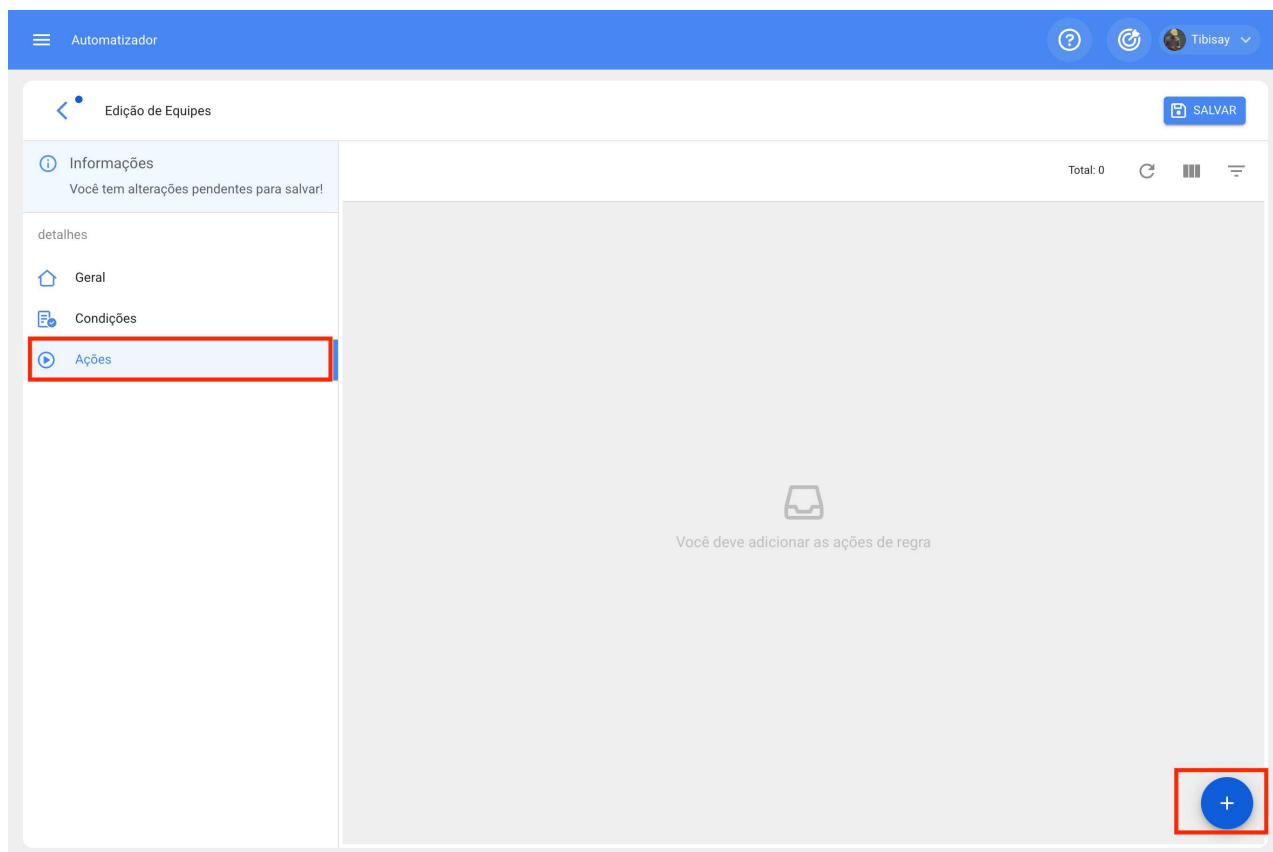 Automatizador
Tibisay
Edição de Equipes
SALVAR
Informações
Você tem alterações pendentes para salvar!
Total: 0
detalhes
Geral
Condições
Ações
Você deve adicionar as ações de regra